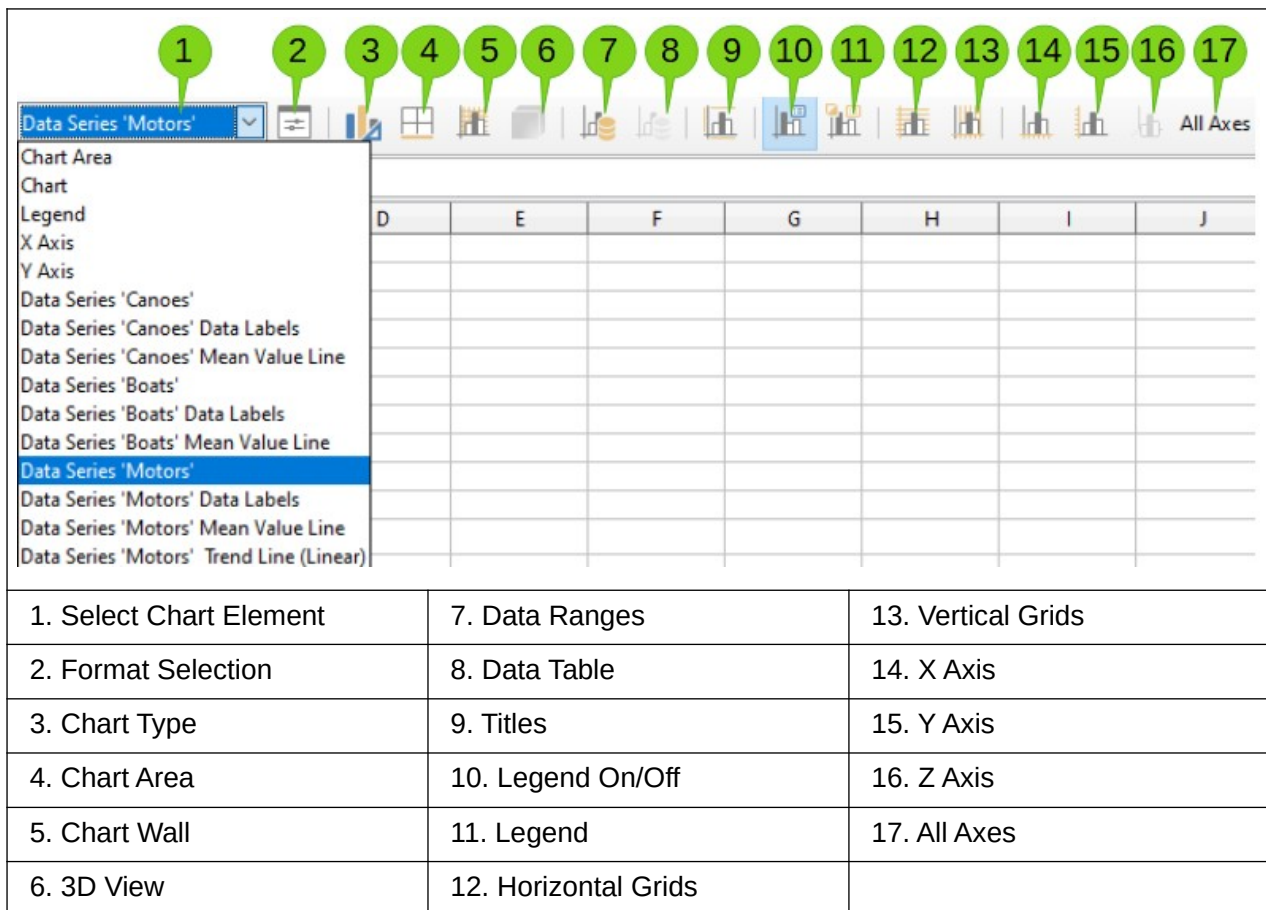 1 2 3 4 5 6 7 8 9 10 11 12 13 14 15 16 17
Data Series 'Motors' All Axes
Chart Area
Chart
Legend
X Axis
Y Axis
Data Series 'Canoes'
Data Series 'Canoes' Data Labels
Data Series 'Canoes' Mean Value Line
Data Series 'Boats'
Data Series 'Boats' Data Labels
Data Series 'Boats' Mean Value Line
Data Series 'Motors'
Data Series 'Motors' Data Labels
Data Series 'Motors' Mean Value Line
Data Series 'Motors'  Trend Line (Linear)
D E F G H I J
1. Select Chart Element 7. Data Ranges 13. Vertical Grids
2. Format Selection 8. Data Table 14. X Axis
3. Chart Type 9. Titles 15. Y Axis
4. Chart Area 10. Legend On/Off 16. Z Axis
5. Chart Wall 11. Legend 17. All Axes
6. 3D View 12. Horizontal Grids